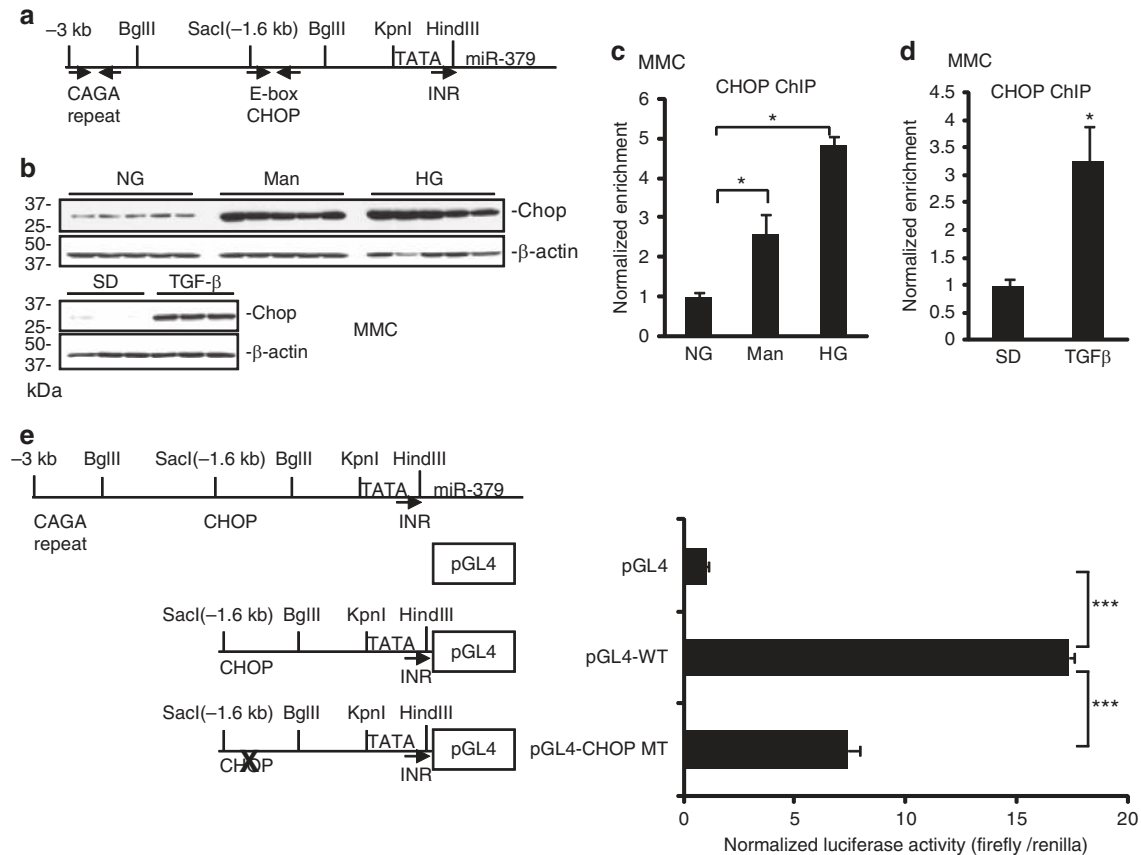 a
–3 kb BglII SacI(–1.6 kb) BglII KpnI HindIII
TATA miR-379
CAGA repeat
E-box CHOP
INR
b
NG Man HG
37-
25-
-Chop
50-
37-
-β-actin
SD TGF-β
37-
25-
-Chop
50-
37-
-β-actin
MMC
kDa
c
MMC
CHOP ChIP
Normalized enrichment
6
5
4
3
2
1
0
*
*
NG Man HG
d
MMC
CHOP ChIP
Normalized enrichment
4.5
4
3.5
3
2.5
2
1.5
1
0.5
0
*
SD TGFβ
e
–3 kb BglII SacI(–1.6 kb) BglII KpnI HindIII
TATA miR-379
CAGA repeat
CHOP
INR
pGL4
SacI(–1.6 kb) BglII KpnI HindIII
TATA
pGL4
CHOP
INR
SacI(–1.6 kb) BglII KpnI HindIII
TATA
pGL4
CHOP
X
INR
pGL4
pGL4-WT
pGL4-CHOP MT
***
***
0 5 10 15 20
Normalized luciferase activity (firefly /renilla)